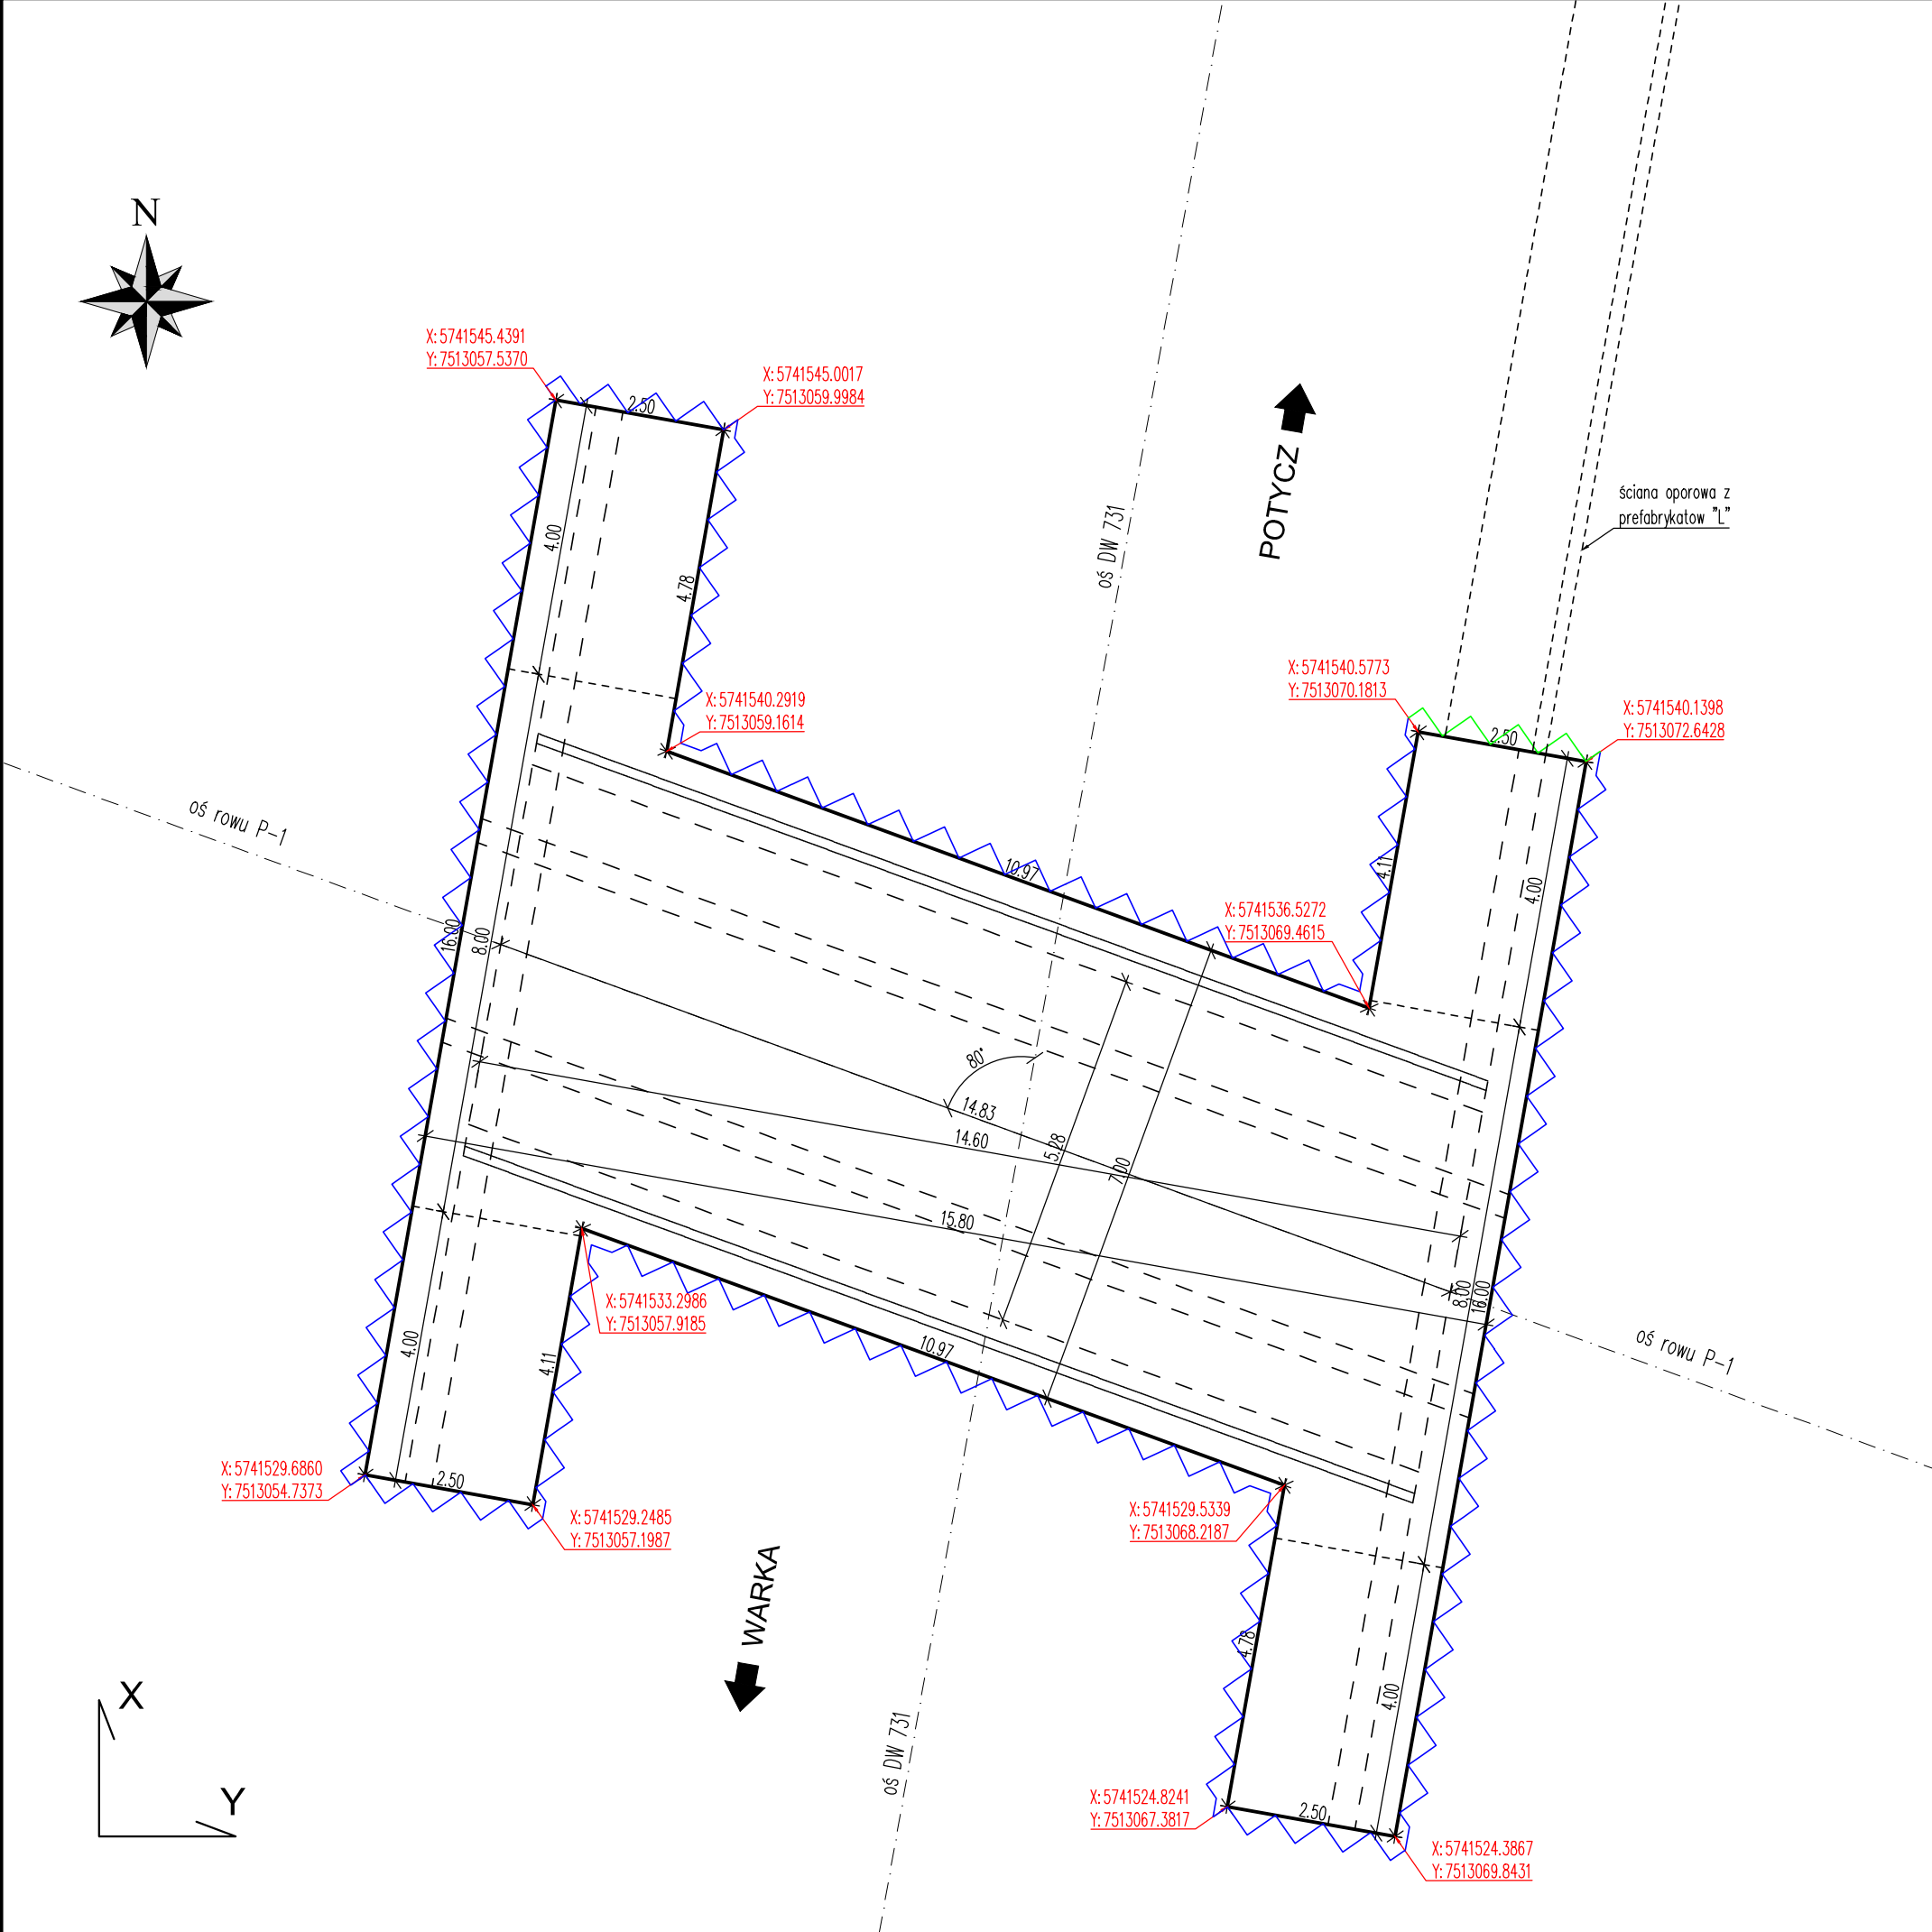 N
X: 5741545.4391
Y: 7513057.5370
X: 5741545.0017
Y: 7513059.9984
2.50
POTYCZ
oś DW 731
ściana oporowa z
prefabrykatow "L"
4.00
4.78
X: 5741540.2919
Y: 7513059.1614
X: 5741540.5773
Y: 7513070.1813
X: 5741540.1398
Y: 7513072.6428
2.50
oś rowu P-1
10.97
4.11
4.00
X: 5741536.5272
Y: 7513069.4615
16.00
8.00
80°
14.83
14.60
5.28
7.00
15.80
8.00
16.00
oś rowu P-1
X: 5741533.2986
Y: 7513057.9185
10.97
4.00
4.11
X: 5741529.6860
Y: 7513054.7373
2.50
X: 5741529.2485
Y: 7513057.1987
X: 5741529.5339
Y: 7513068.2187
WARKA
4.78
4.00
X
oś DW 731
Y
X: 5741524.8241
Y: 7513067.3817
2.50
X: 5741524.3867
Y: 7513069.8431